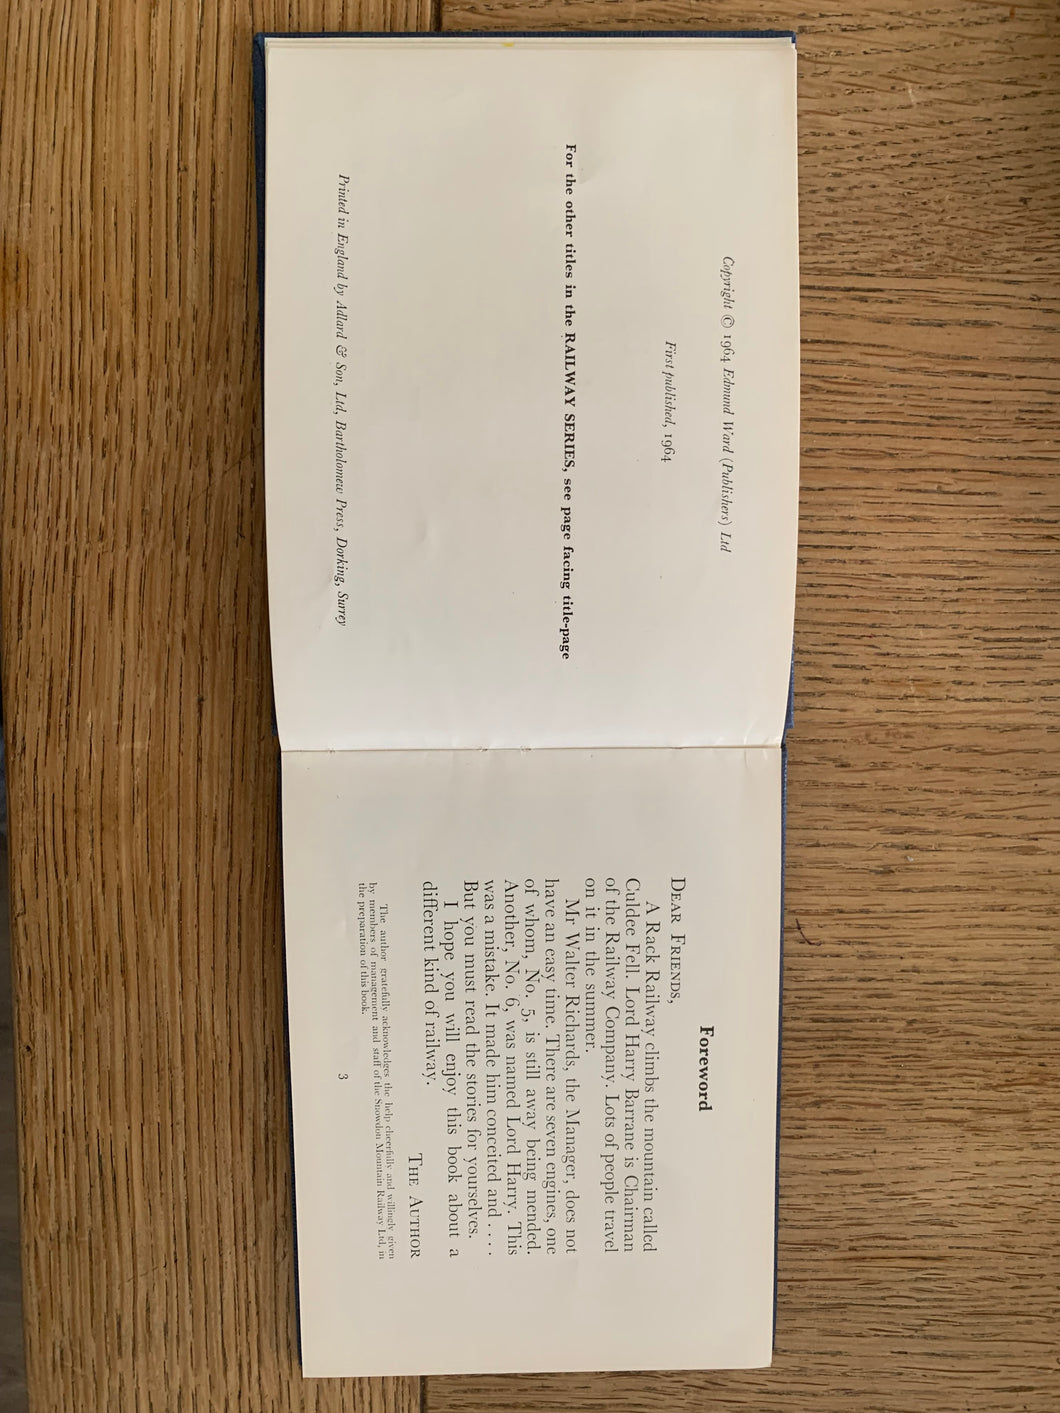 Copyright © 1964 Edmund Ward (Publishers) Ltd
First published, 1964
For the other titles in the RAILWAY SERIES, see page facing title-page
Printed in England by Adlard & Son, Ltd, Bartholomew Press, Dorking, Surrey
Foreword
DEAR FRIENDS,
A Rack Railway climbs the mountain called
Culdee Fell. Lord Harry Barrane is Chairman
of the Railway Company. Lots of people travel
on it in the summer.
Mr Walter Richards, the Manager, does not
have an easy time. There are seven engines, one
of whom, No. 5, is still away being mended.
Another, No. 6, was named Lord Harry. This
was a mistake. It made him conceited and . . . .
But you must read the stories for yourselves.
I hope you will enjoy this book about a
different kind of railway.
THE AUTHOR
The author gratefully acknowledges the help cheerfully and willingly given
by members of management and staff of the Snowdon Mountain Railway Ltd, in
the preparation of this book.
3